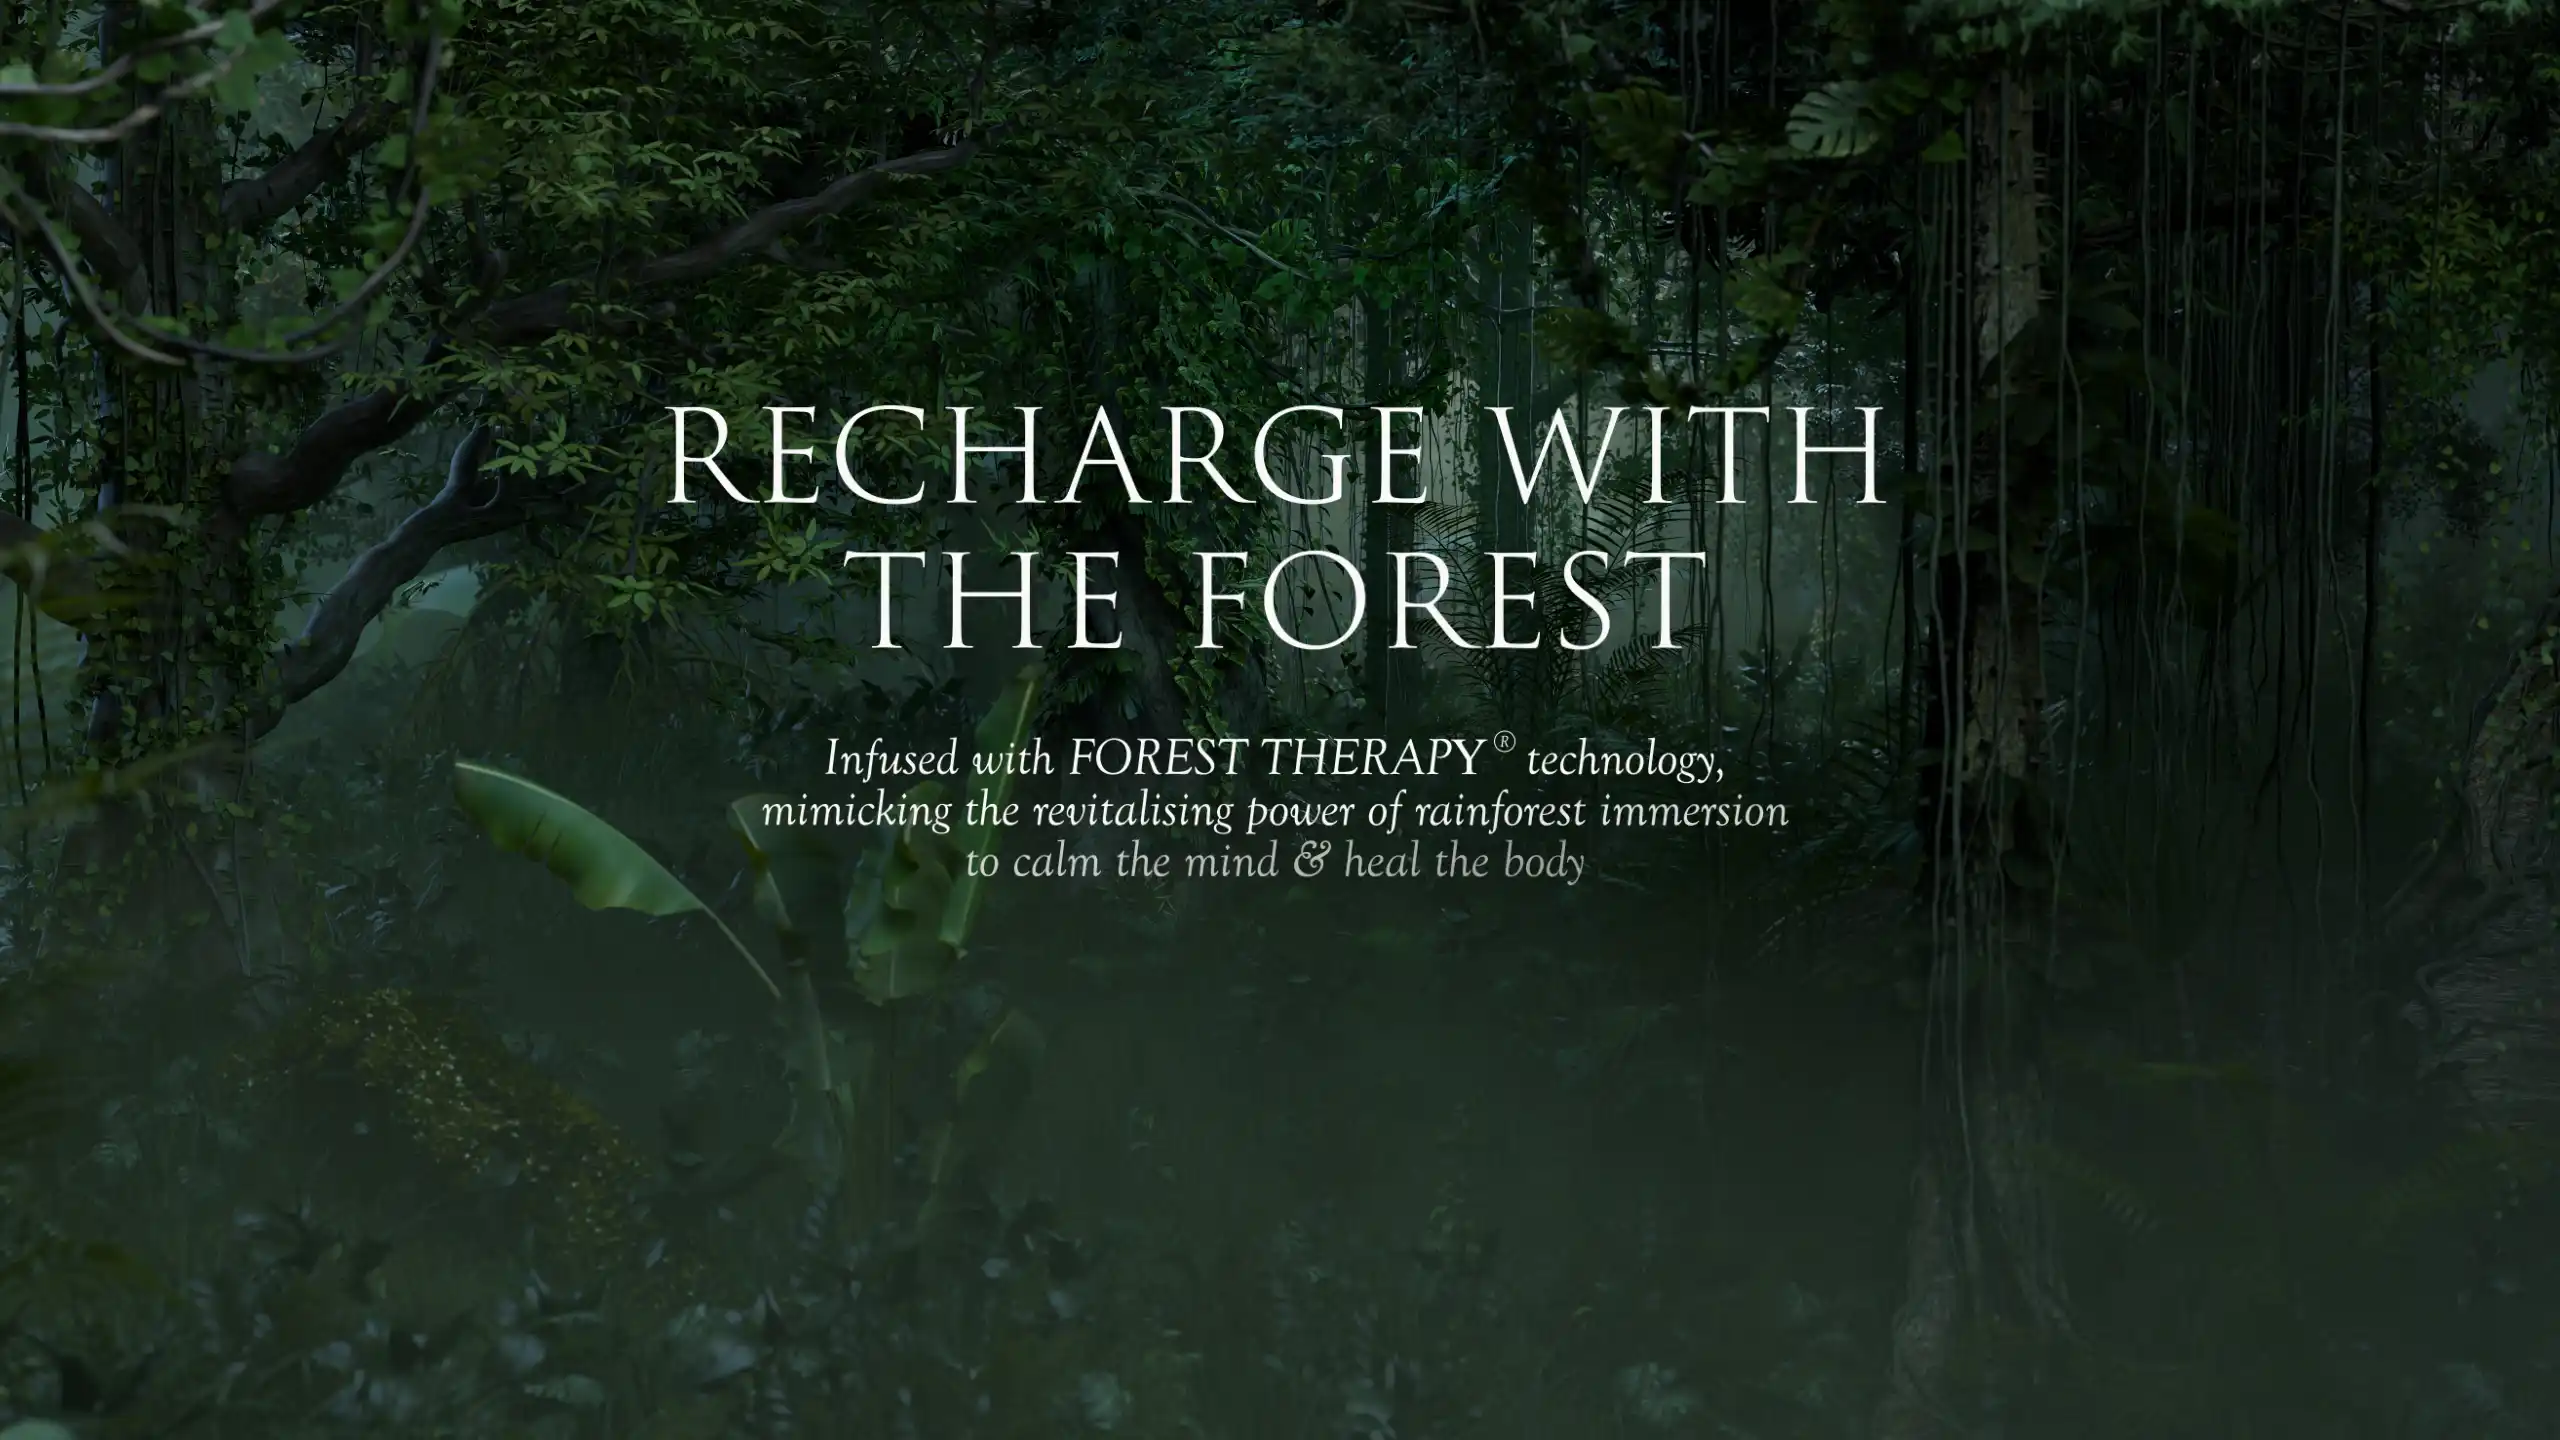 RECHARGE WITH
THE FOREST
Infused with FOREST THERAPY® technology,
mimicking the revitalising power of rainforest immersion
to calm the mind & heal the body